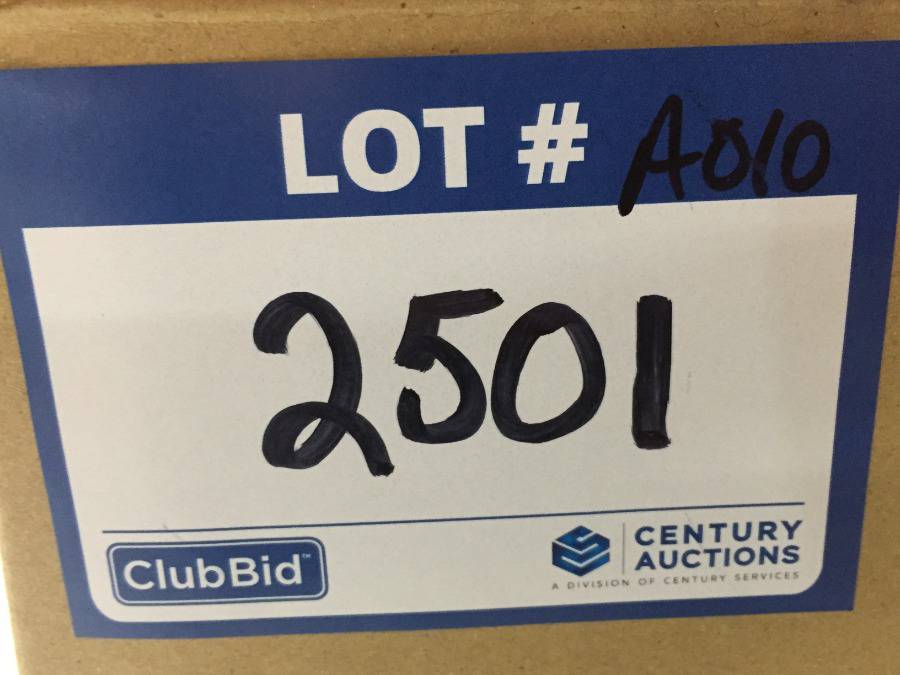 LOT # A010
2501
ClubBid™
CENTURY
AUCTIONS
A DIVISION OF CENTURY SERVICES